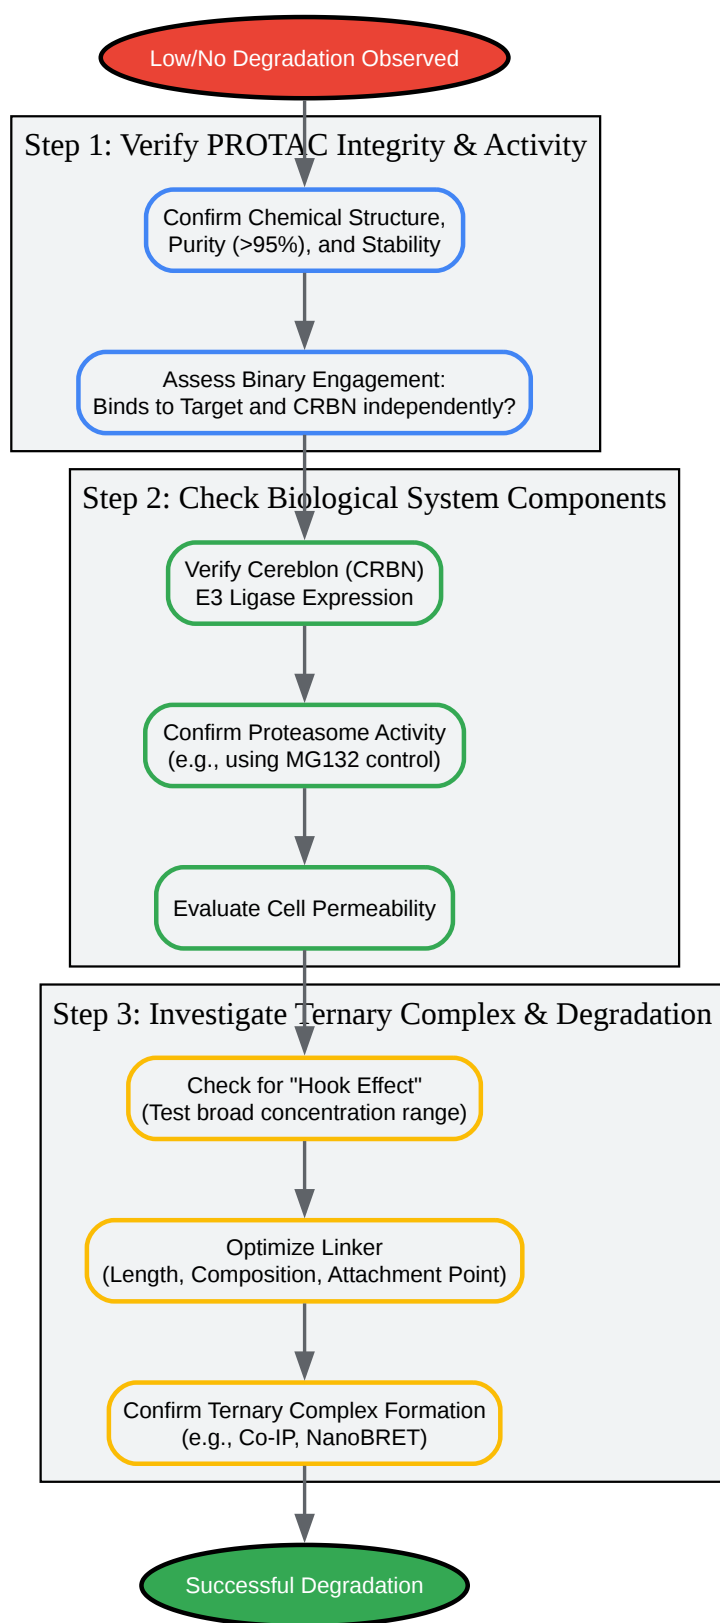 Low/No Degradation Observed
Step 1: Verify PROTAC Integrity & Activity
Confirm Chemical Structure,
Purity (>95%), and Stability
Assess Binary Engagement:
Binds to Target and CRBN independently?
Step 2: Check Biological System Components
Verify Cereblon (CRBN)
E3 Ligase Expression
Confirm Proteasome Activity
(e.g., using MG132 control)
Evaluate Cell Permeability
Step 3: Investigate Ternary Complex & Degradation
Check for "Hook Effect"
(Test broad concentration range)
Optimize Linker
(Length, Composition, Attachment Point)
Confirm Ternary Complex Formation
(e.g., Co-IP, NanoBRET)
Successful Degradation